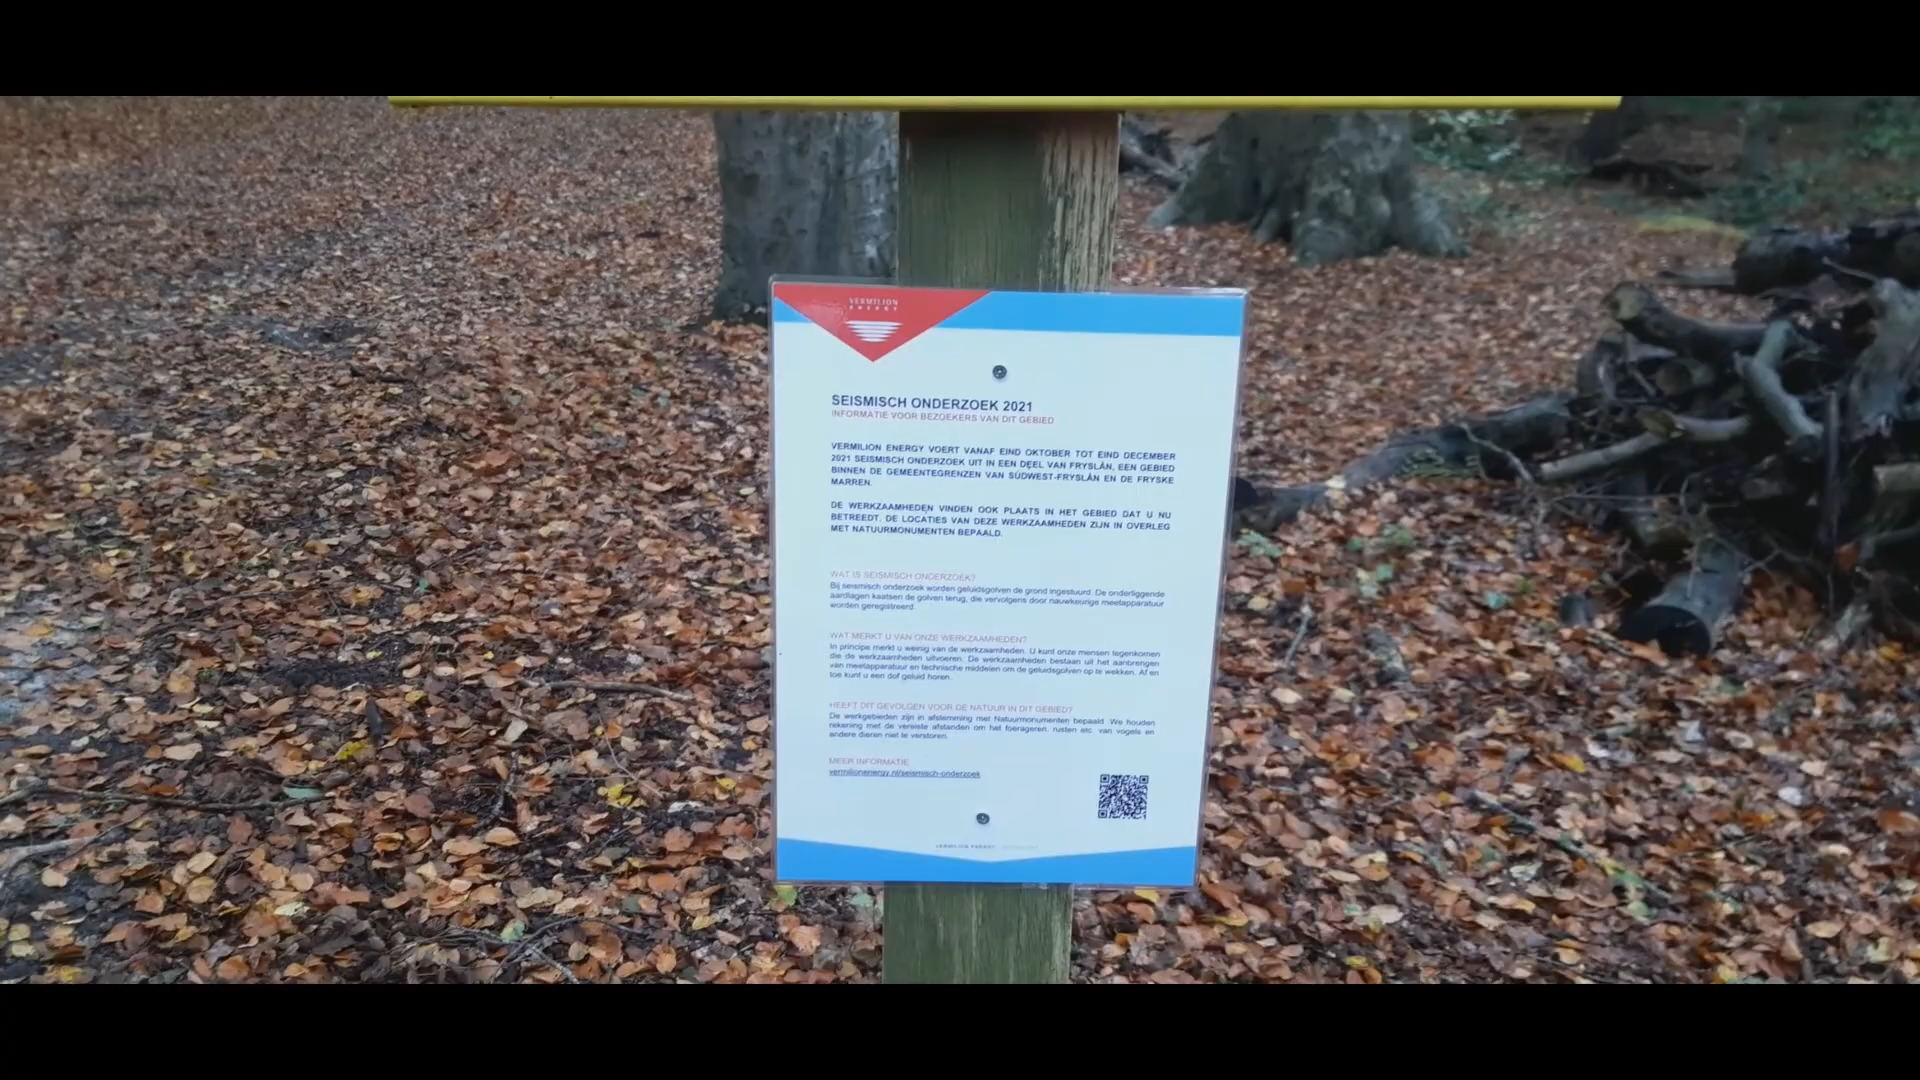 VERMILION
ENERGY
SEISMISCH ONDERZOEK 2021
INFORMATIE VOOR BEZOEKERS VAN DIT GEBIED
VERMILION ENERGY VOERT VANAF EIND OKTOBER TOT EIND DECEMBER
2021 SEISMISCH ONDERZOEK UIT IN EEN DEEL VAN FRYSLÂN, EEN GEBIED
BINNEN DE GEMEENTEGRENZEN VAN SÚDWEST-FRYSLÂN EN DE FRYSKE
MARREN.
DE WERKZAAMHEDEN VINDEN OOK PLAATS IN HET GEBIED DAT U NU
BETREEDT. DE LOCATIES VAN DEZE WERKZAAMHEDEN ZIJN IN OVERLEG
MET NATUURMONUMENTEN BEPAALD.
WAT IS SEISMISCH ONDERZOEK?
Bij seismisch onderzoek worden geluidsgolven de grond ingestuurd. De onderliggende
aardlagen kaatsen de golven terug, die vervolgens door nauwkeurige meetapparatuur
worden geregistreerd.
WAT MERKT U VAN ONZE WERKZAAMHEDEN?
In principe merkt u weinig van de werkzaamheden. U kunt onze mensen tegenkomen
die de werkzaamheden uitvoeren. De werkzaamheden bestaan uit het aanbrengen
van meetapparatuur en technische middelen om de geluidsgolven op te wekken. Af en
toe kunt u een dof geluid horen.
HEEFT DIT GEVOLGEN VOOR DE NATUUR IN DIT GEBIED?
De werkgebieden zijn in afstemming met Natuurmonumenten bepaald. We houden
rekening met de vereiste afstanden om het foerageren, rusten etc. van vogels en
andere dieren niet te verstoren.
MEER INFORMATIE
vermilionenergy.nl/seismisch-onderzoek
VERMILION ENERGY